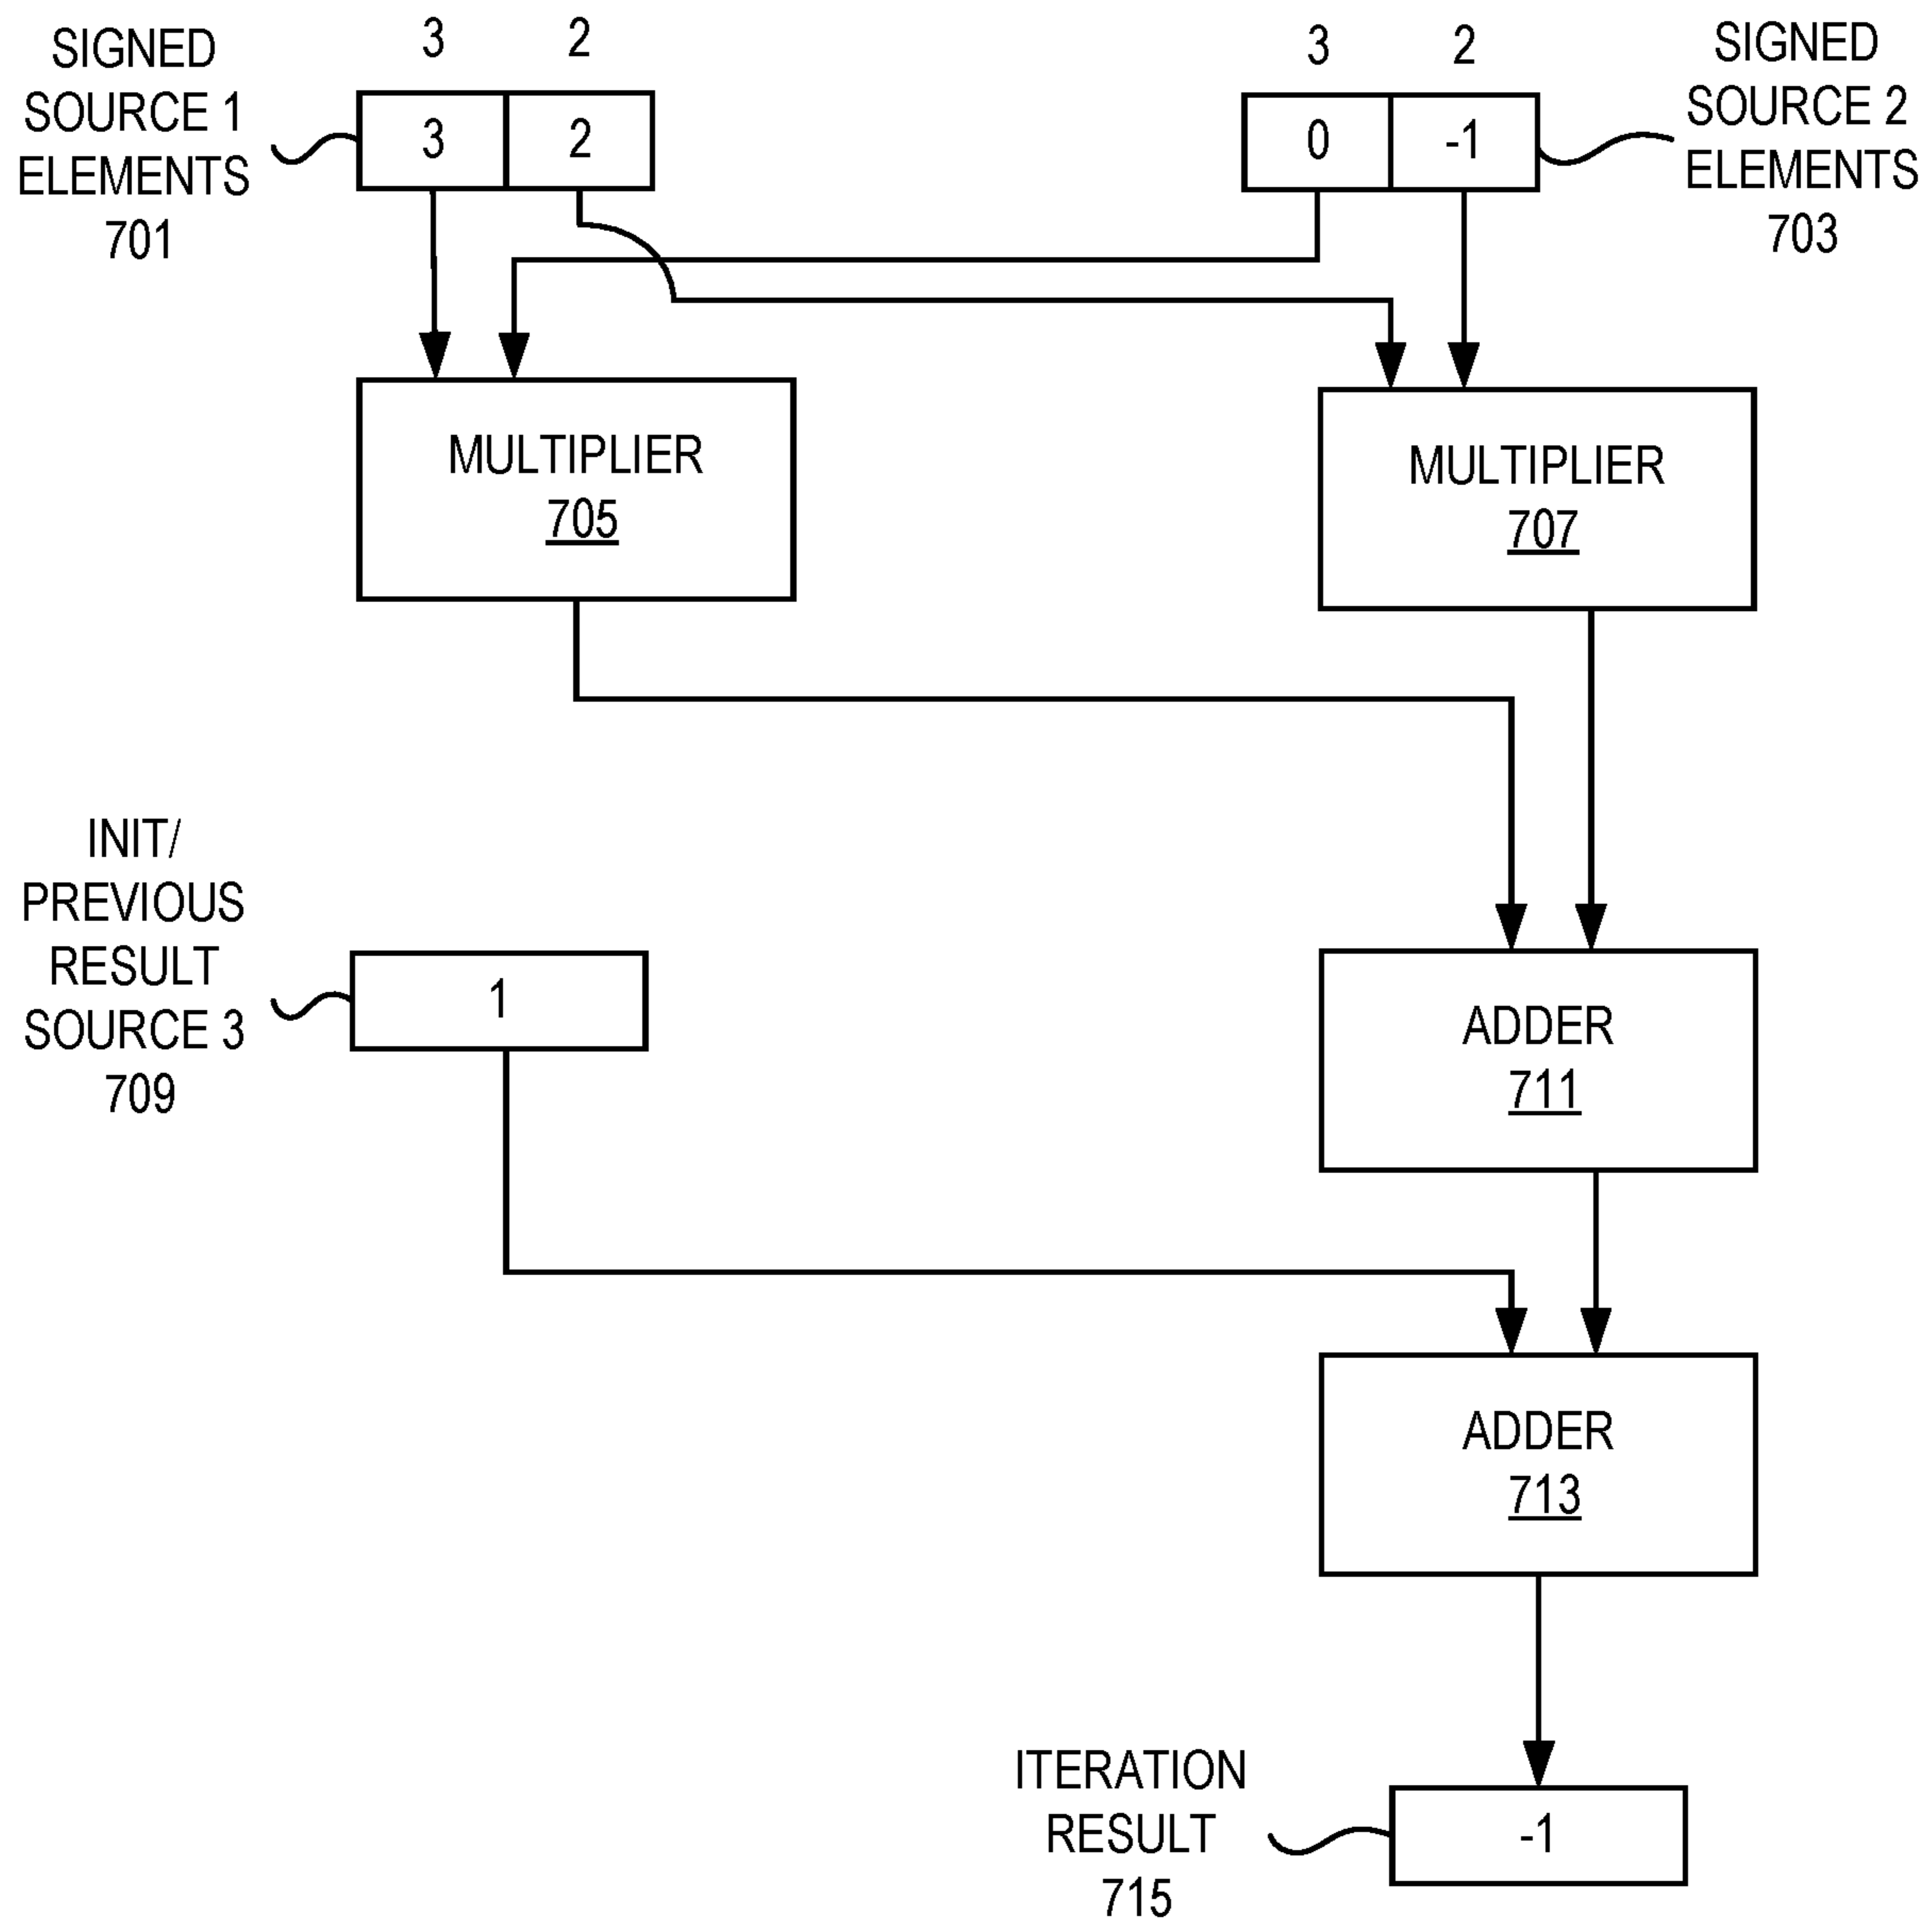 SIGNED
SOURCE 1
ELEMENTS
701
3 2
3 2
3 2
0 -1
SIGNED
SOURCE 2
ELEMENTS
703
MULTIPLIER
705
MULTIPLIER
707
INIT/
PREVIOUS
RESULT
SOURCE 3
709
1
ADDER
711
ADDER
713
ITERATION
RESULT
715
-1